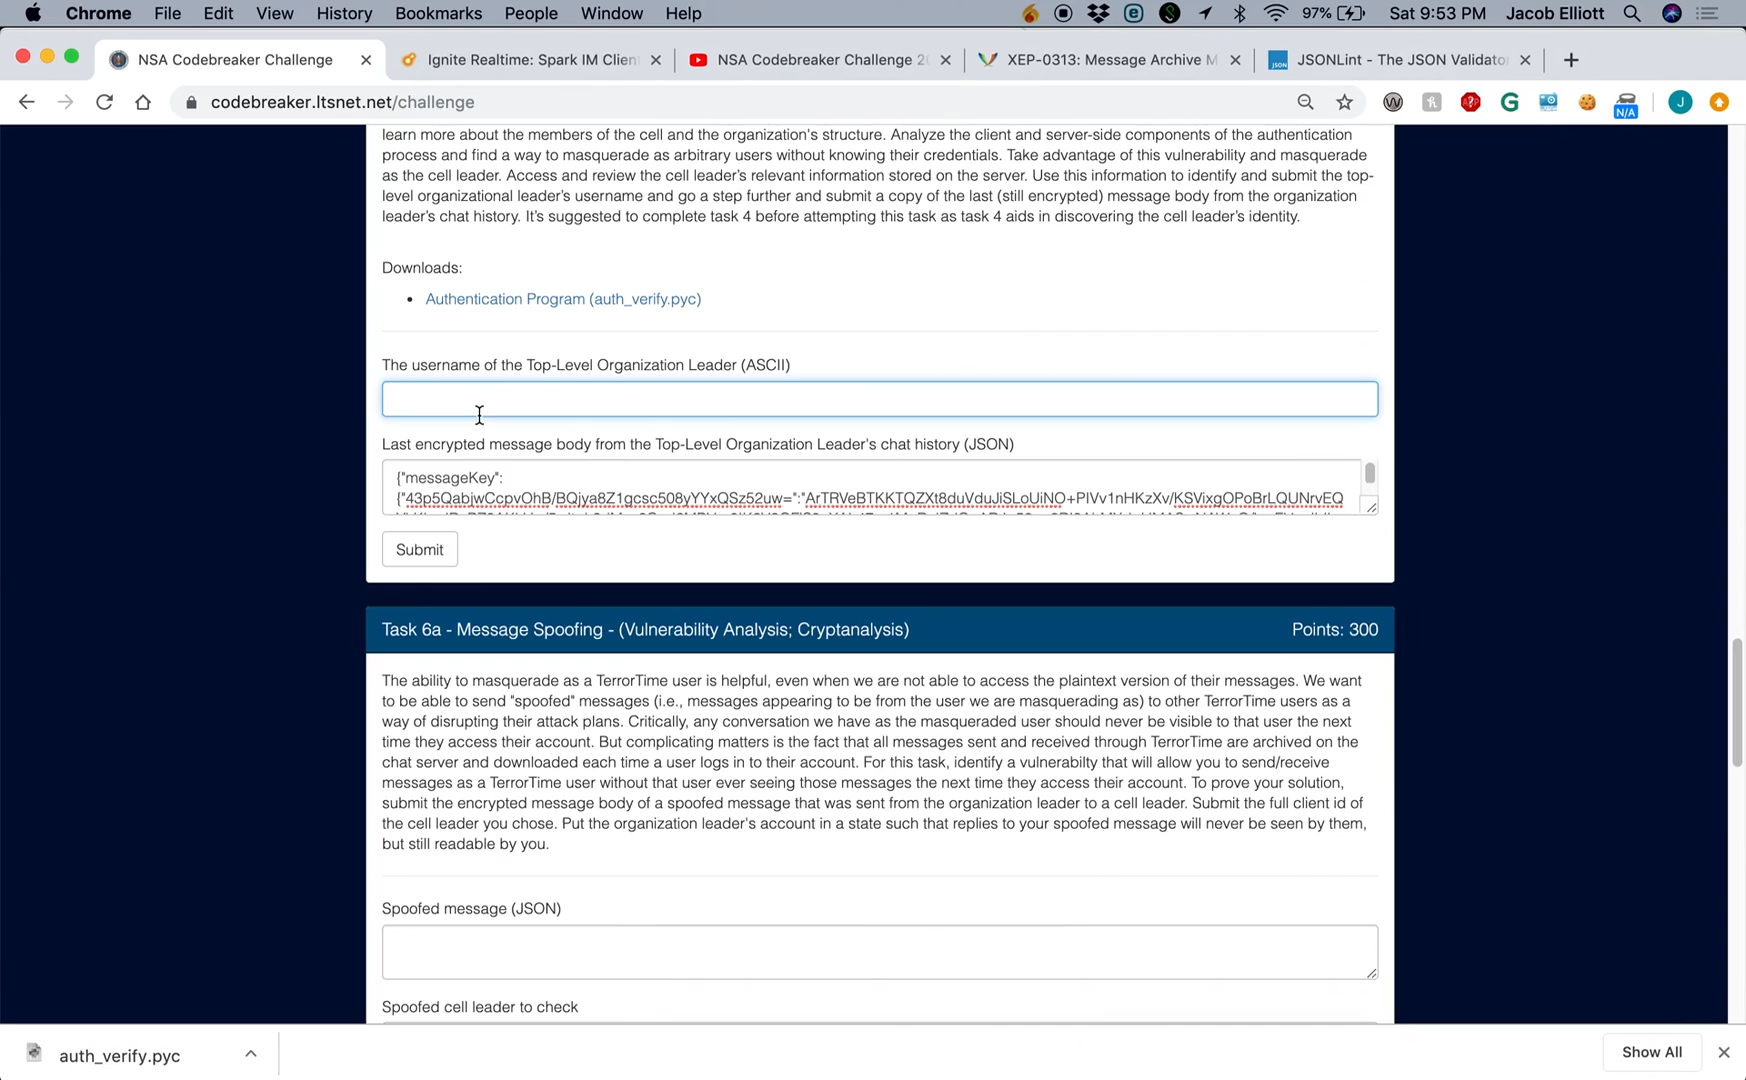 Chrome File Edit View History Bookmarks People Window Help 97% Sat 9:53 PM Jacob Elliott
NSA Codebreaker Challenge Ignite Realtime: Spark IM Clien NSA Codebreaker Challenge 2 XEP-0313: Message Archive M JSON JSONLint - The JSON Validator
codebreaker.ltsnet.net/challenge N/A J
learn more about the members of the cell and the organization's structure. Analyze the client and server-side components of the authentication
process and find a way to masquerade as arbitrary users without knowing their credentials. Take advantage of this vulnerability and masquerade
as the cell leader. Access and review the cell leader's relevant information stored on the server. Use this information to identify and submit the top-
level organizational leader's username and go a step further and submit a copy of the last (still encrypted) message body from the organization
leader's chat history. It's suggested to complete task 4 before attempting this task as task 4 aids in discovering the cell leader's identity.
Downloads:
• Authentication Program (auth_verify.pyc)
The username of the Top-Level Organization Leader (ASCII)
Last encrypted message body from the Top-Level Organization Leader's chat history (JSON)
{"messageKey":
{"43p5QabjwCcpvOhB/BQjya8Z1gcsc508yYYxQSz52uw=":"ArTRVeBTKKTQZXt8duVduJiSLoUiNO+PIVv1nHKzXv/KSVixgOPoBrLQUNrvEQ
Submit
Task 6a - Message Spoofing - (Vulnerability Analysis; Cryptanalysis) Points: 300
The ability to masquerade as a TerrorTime user is helpful, even when we are not able to access the plaintext version of their messages. We want
to be able to send "spoofed" messages (i.e., messages appearing to be from the user we are masquerading as) to other TerrorTime users as a
way of disrupting their attack plans. Critically, any conversation we have as the masqueraded user should never be visible to that user the next
time they access their account. But complicating matters is the fact that all messages sent and received through TerrorTime are archived on the
chat server and downloaded each time a user logs in to their account. For this task, identify a vulnerabilty that will allow you to send/receive
messages as a TerrorTime user without that user ever seeing those messages the next time they access their account. To prove your solution,
submit the encrypted message body of a spoofed message that was sent from the organization leader to a cell leader. Submit the full client id of
the cell leader you chose. Put the organization leader's account in a state such that replies to your spoofed message will never be seen by them,
but still readable by you.
Spoofed message (JSON)
Spoofed cell leader to check
auth_verify.pyc Show All